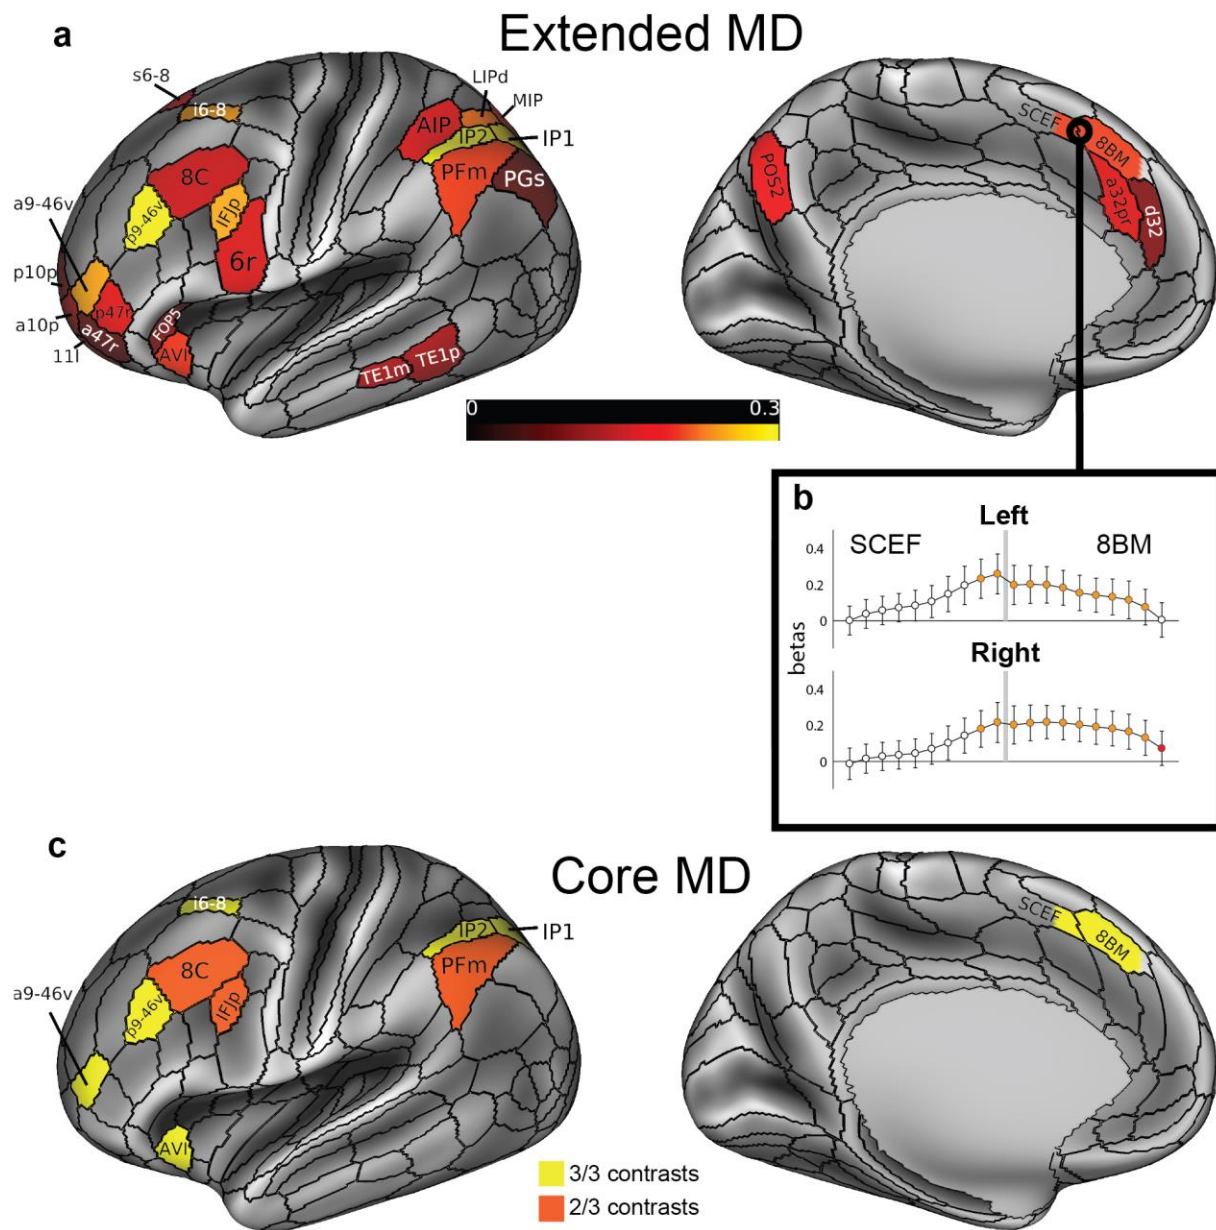 a
Extended MD
s6-8
i6-8
LIPd
MIP
AIP
IP2
IP1
8C
PFm
PGs
a9-46v
p9-46v
IFJp
6r
p10p
p47r
a10p
a47r
11l
FOP5
AVI
TE1m
TE1p
SCEF
8BM
POS2
a32pr
d32
0
0.3
b
Left
SCEF
8BM
0.4
0.2
0
betas
Right
0.4
0.2
0
c
Core MD
i6-8
IP2
IP1
8C
PFm
a9-46v
p9-46v
IFJp
AVI
SCEF
8BM
3/3 contrasts
2/3 contrasts